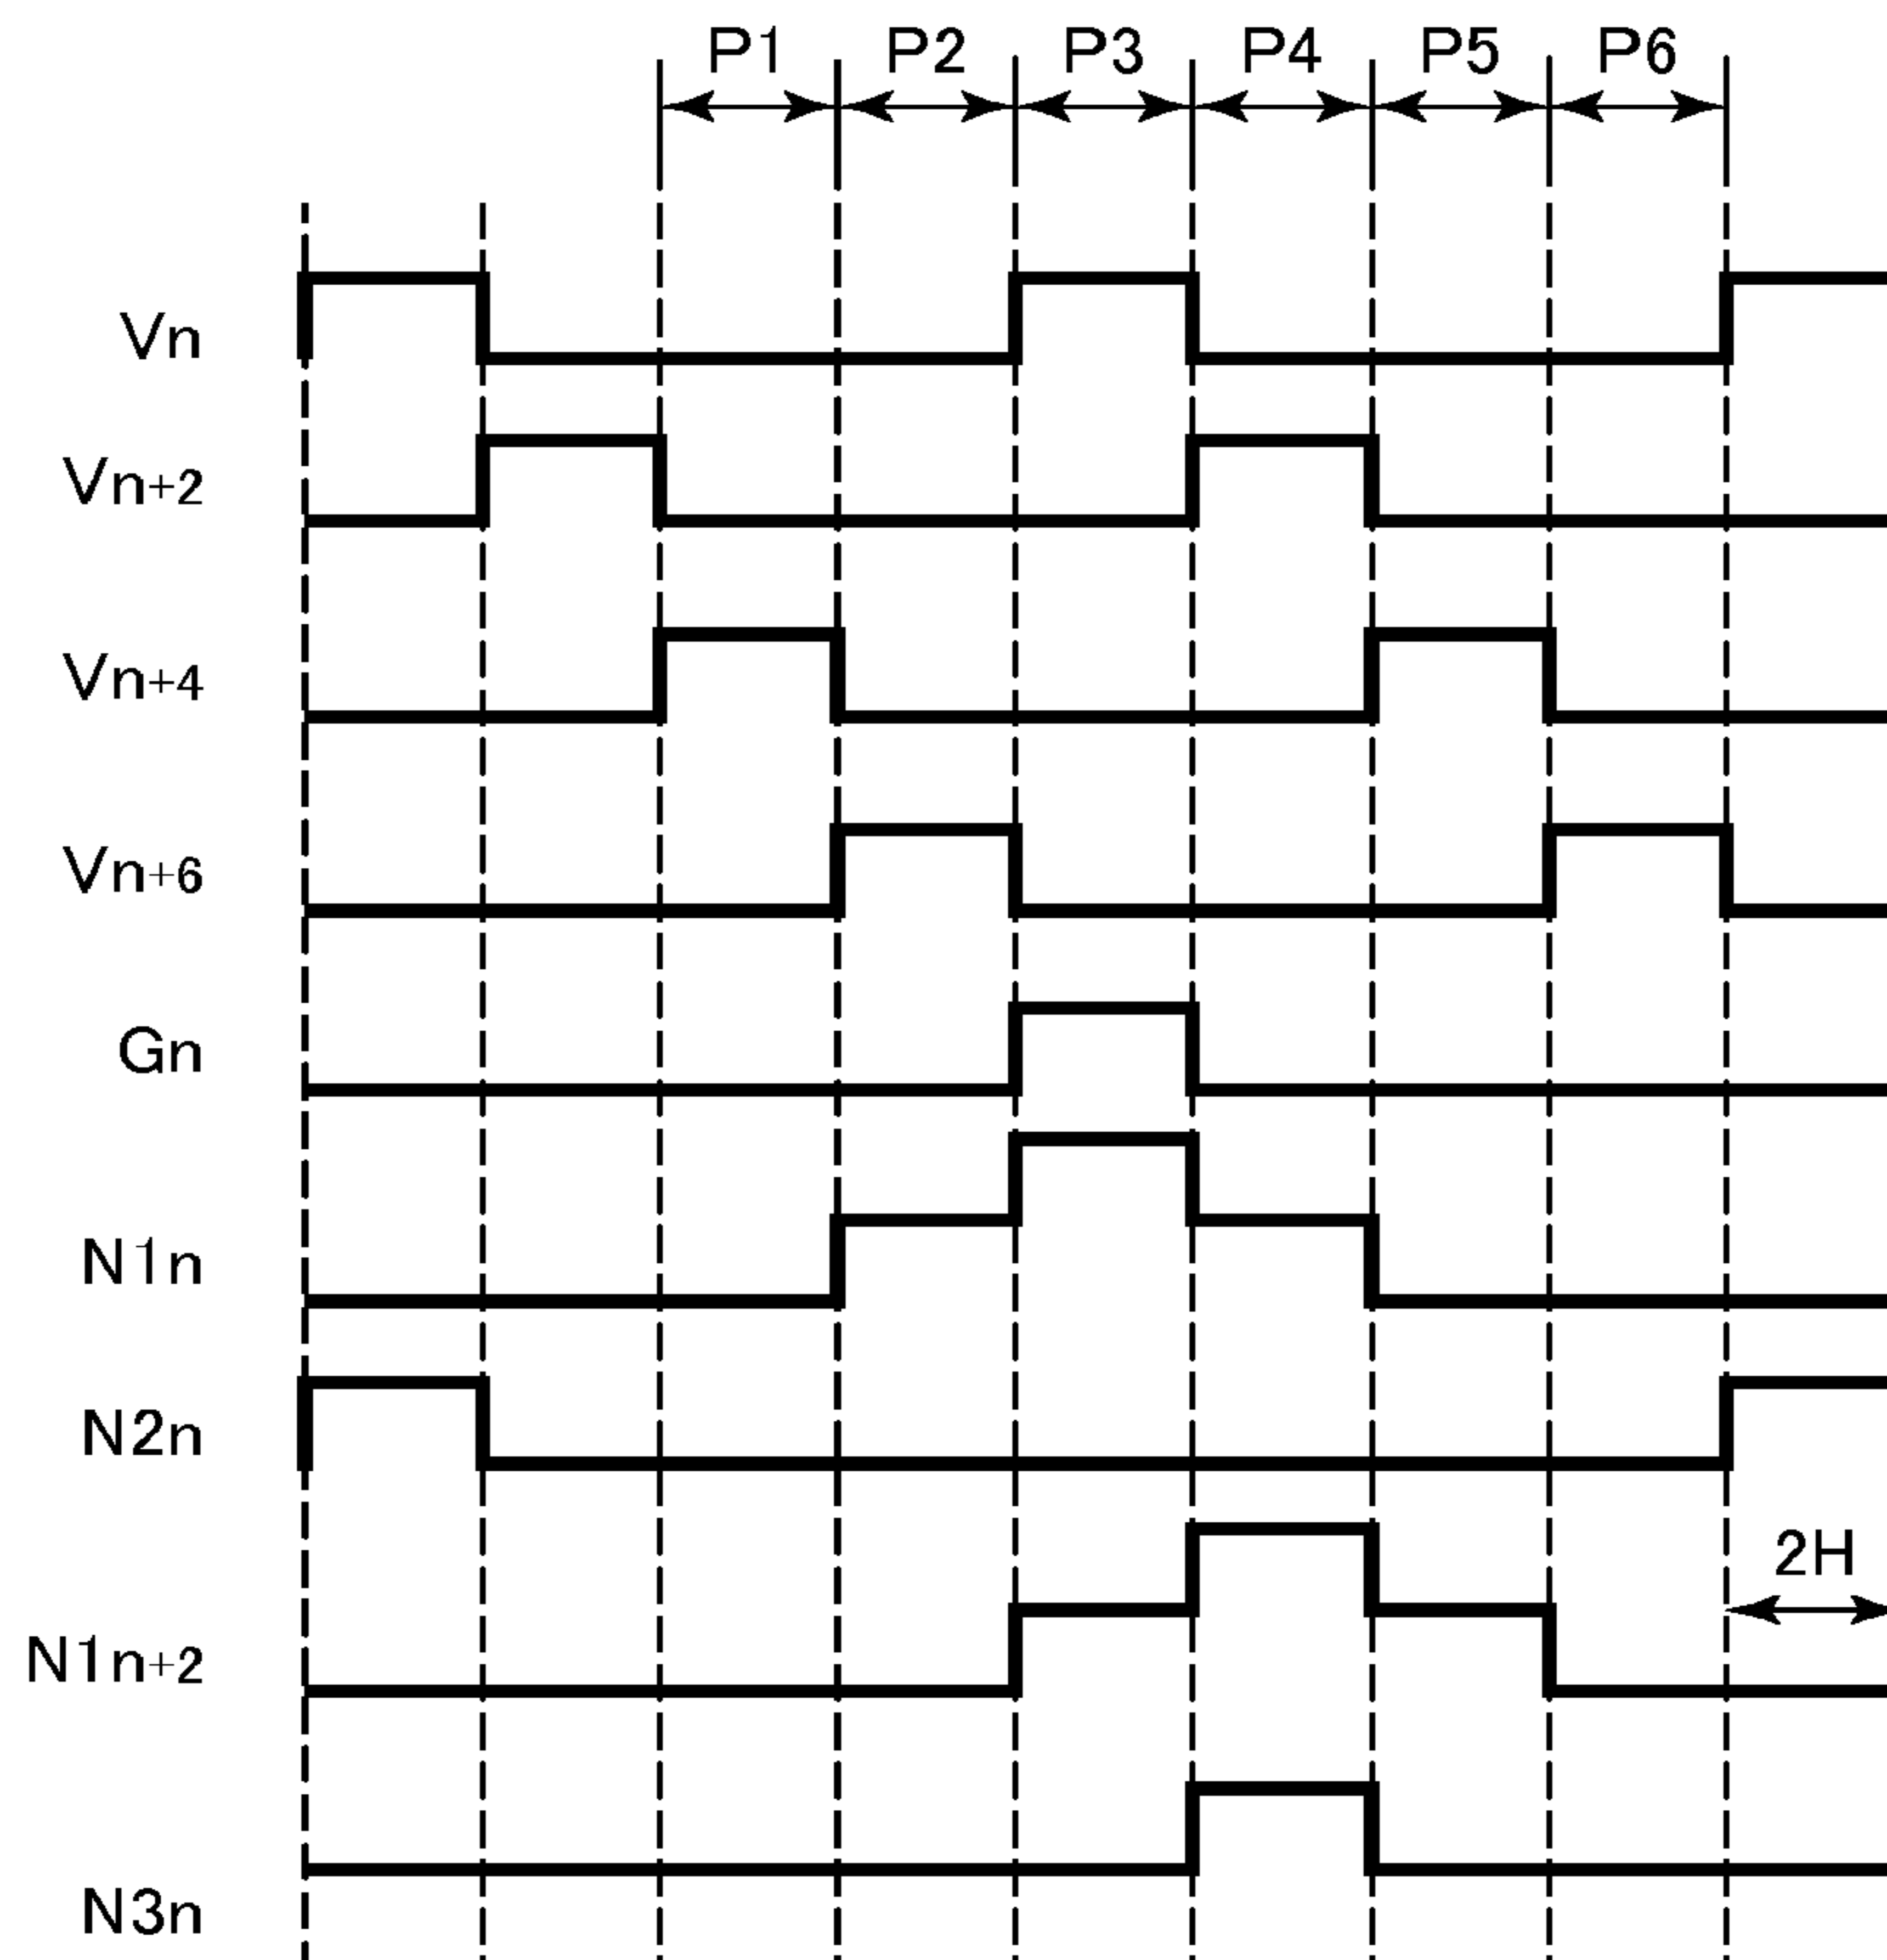 P1 P2 P3 P4 P5 P6
Vn
Vn+2
Vn+4
Vn+6
Gn
N1n
N2n
2H
N1n+2
N3n